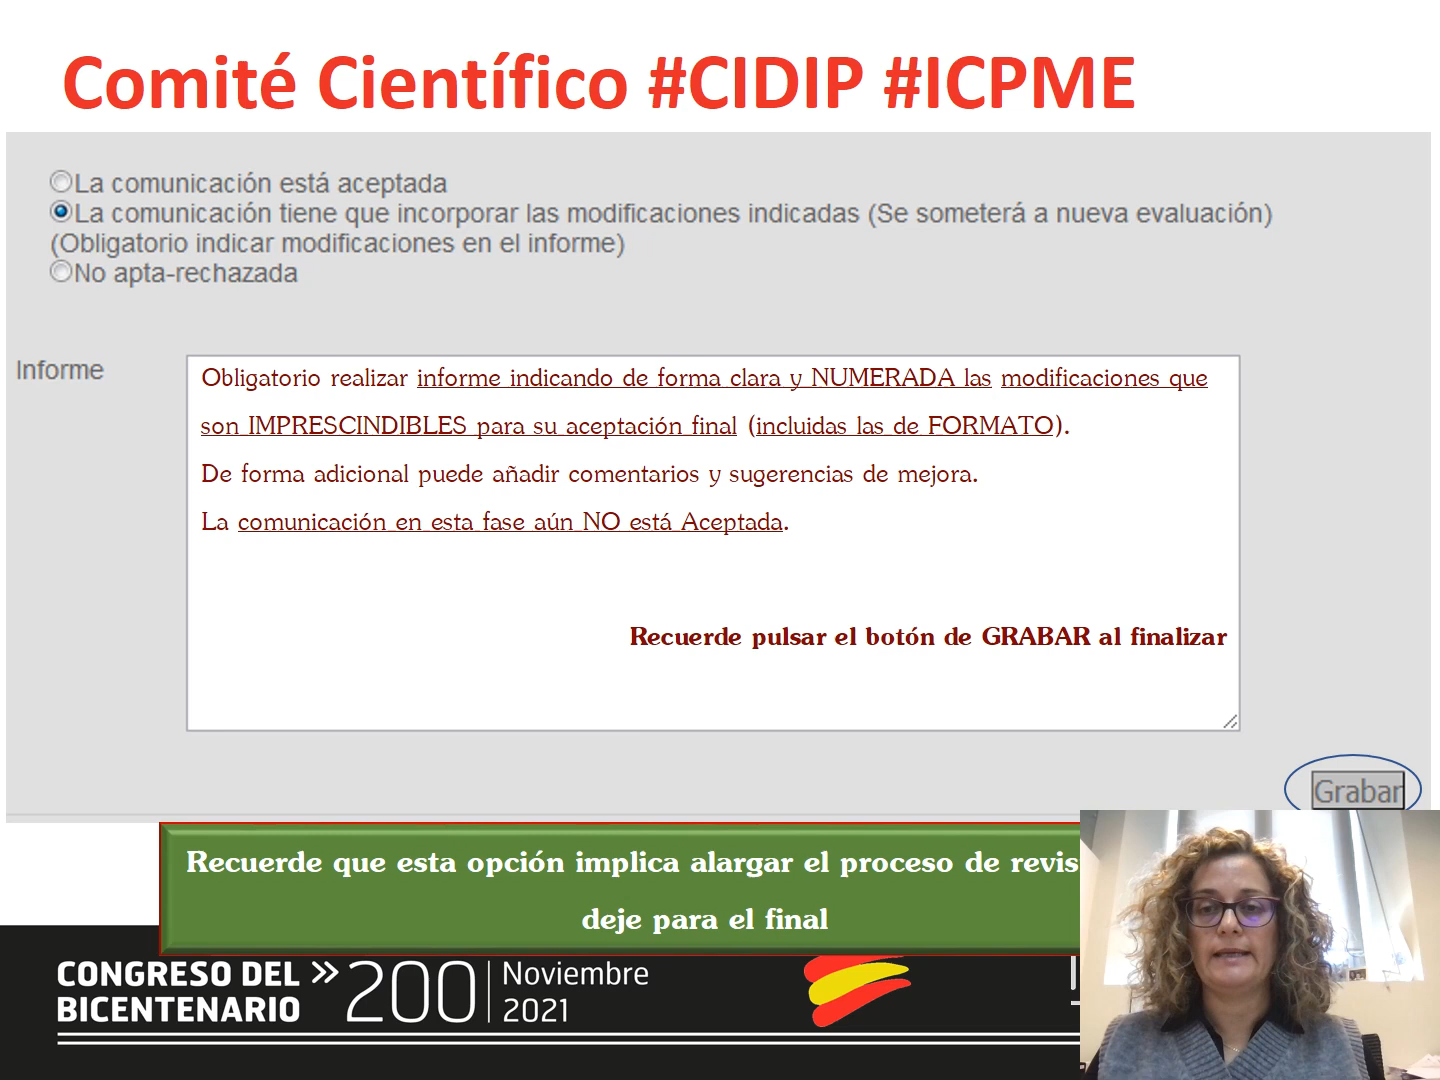 Comité Científico #CIDIP #ICPME
La comunicación está aceptada
La comunicación tiene que incorporar las modificaciones indicadas (Se someterá a nueva evaluación)
(Obligatorio indicar modificaciones en el informe)
No apta-rechazada
Informe
Obligatorio realizar informe indicando de forma clara y NUMERADA las modificaciones que
son IMPRESCINDIBLES para su aceptación final (incluidas las de FORMATO).
De forma adicional puede añadir comentarios y sugerencias de mejora.
La comunicación en esta fase aún NO está Aceptada.
Recuerde pulsar el botón de GRABAR al finalizar
Grabar
Recuerde que esta opción implica alargar el proceso de revis
deje para el final
CONGRESO DEL » 200 Noviembre
BICENTENARIO 2021